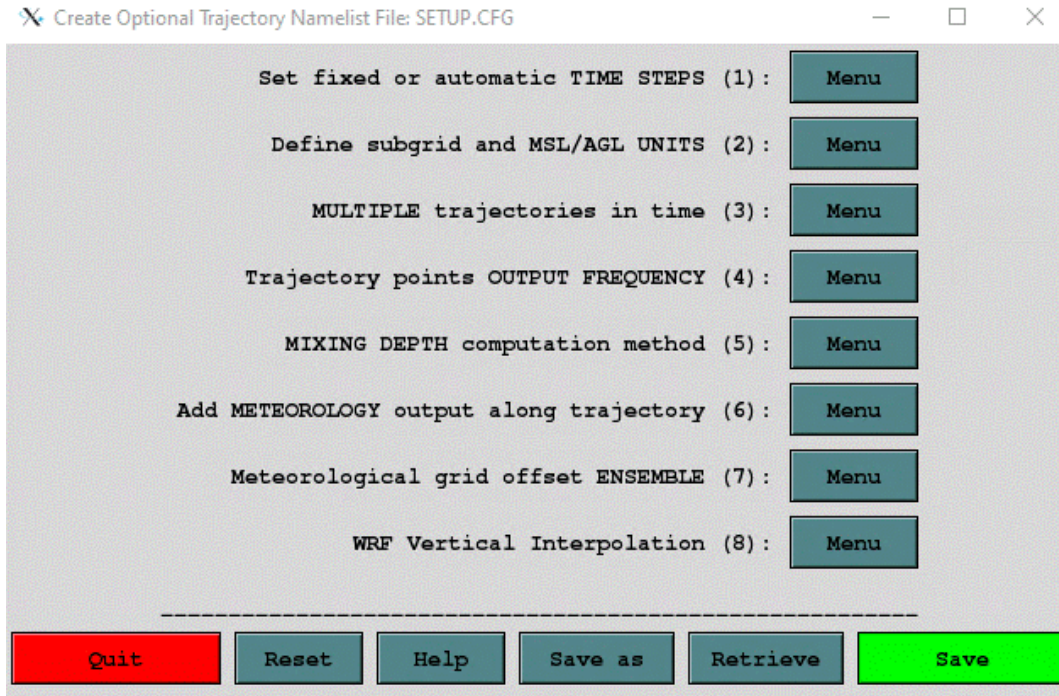 Create Optional Trajectory Namelist File: SETUP.CFG
Set fixed or automatic TIME STEPS (1): Menu
Define subgrid and MSL/AGL UNITS (2): Menu
MULTIPLE trajectories in time (3): Menu
Trajectory points OUTPUT FREQUENCY (4): Menu
MIXING DEPTH computation method (5): Menu
Add METEOROLOGY output along trajectory (6): Menu
Meteorological grid offset ENSEMBLE (7): Menu
WRF Vertical Interpolation (8): Menu
Quit Reset Help Save as Retrieve Save